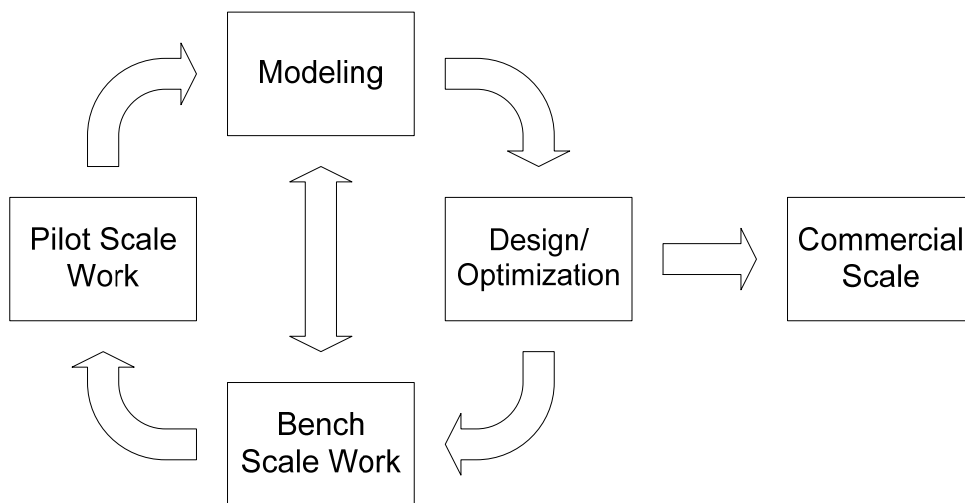 Modeling
Pilot Scale
Work
Design/
Optimization
Commercial
Scale
Bench
Scale Work